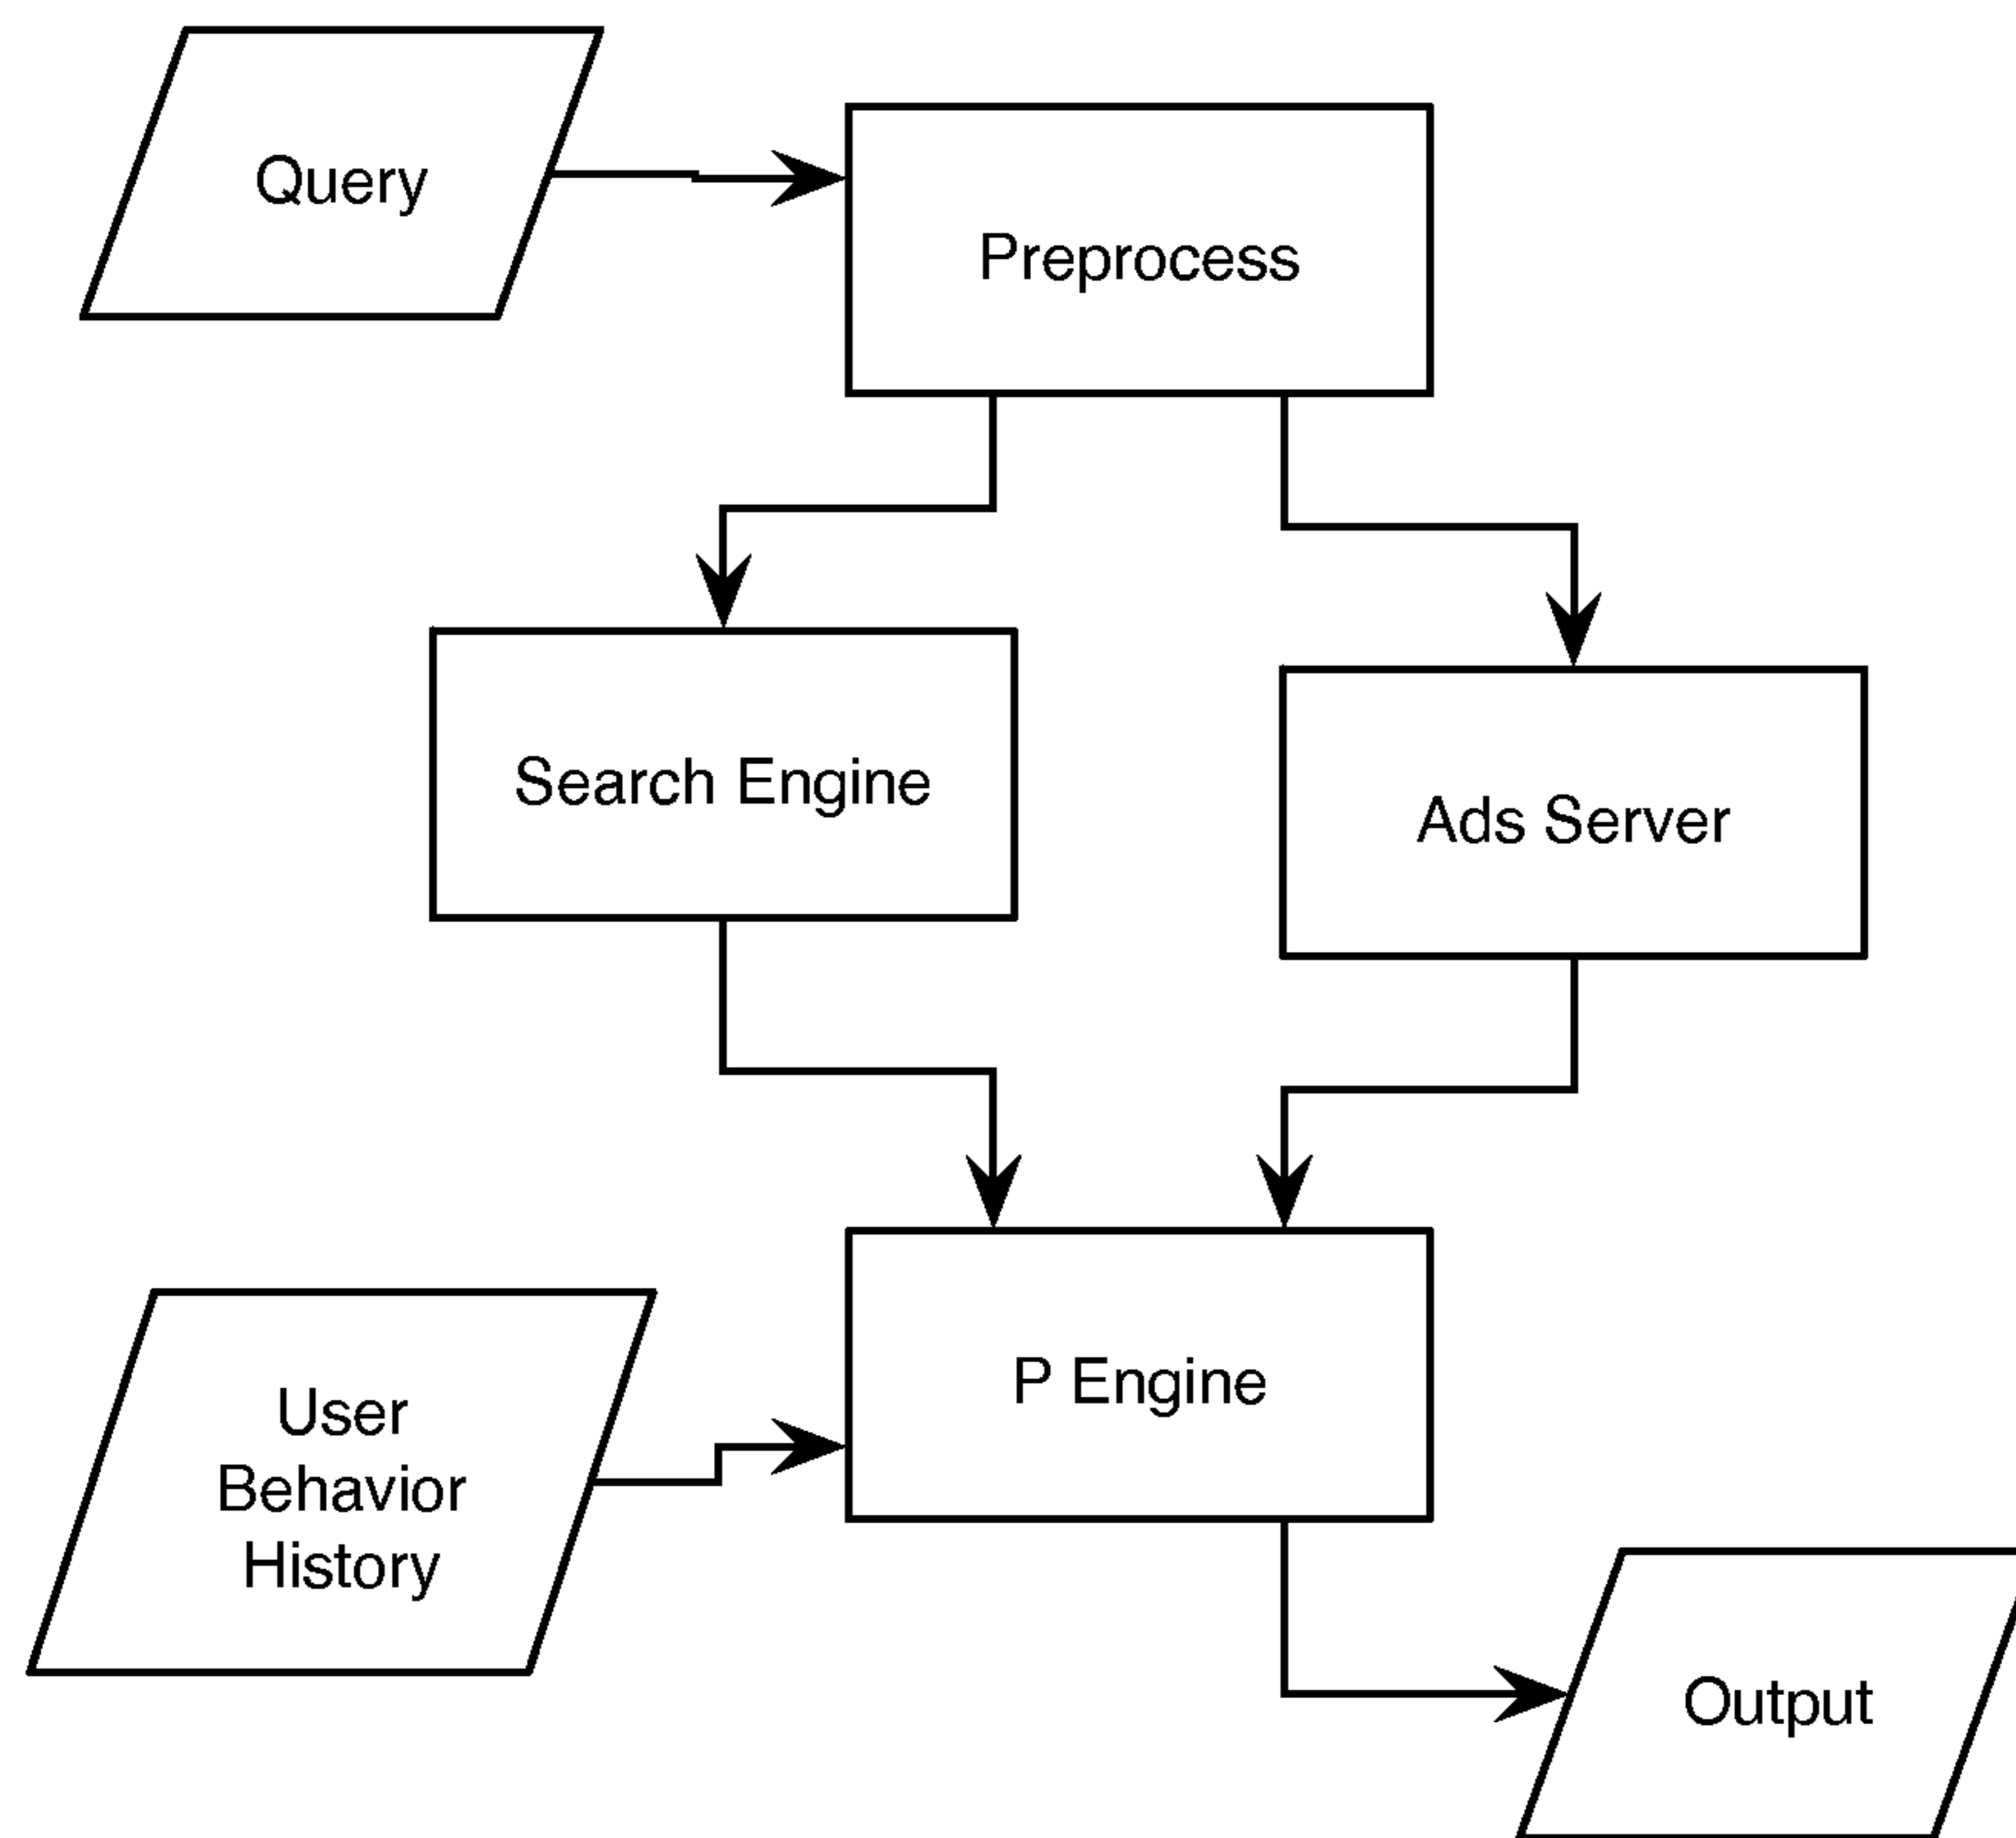 Query
Preprocess
Search Engine
Ads Server
P Engine
User
Behavior
History
Output